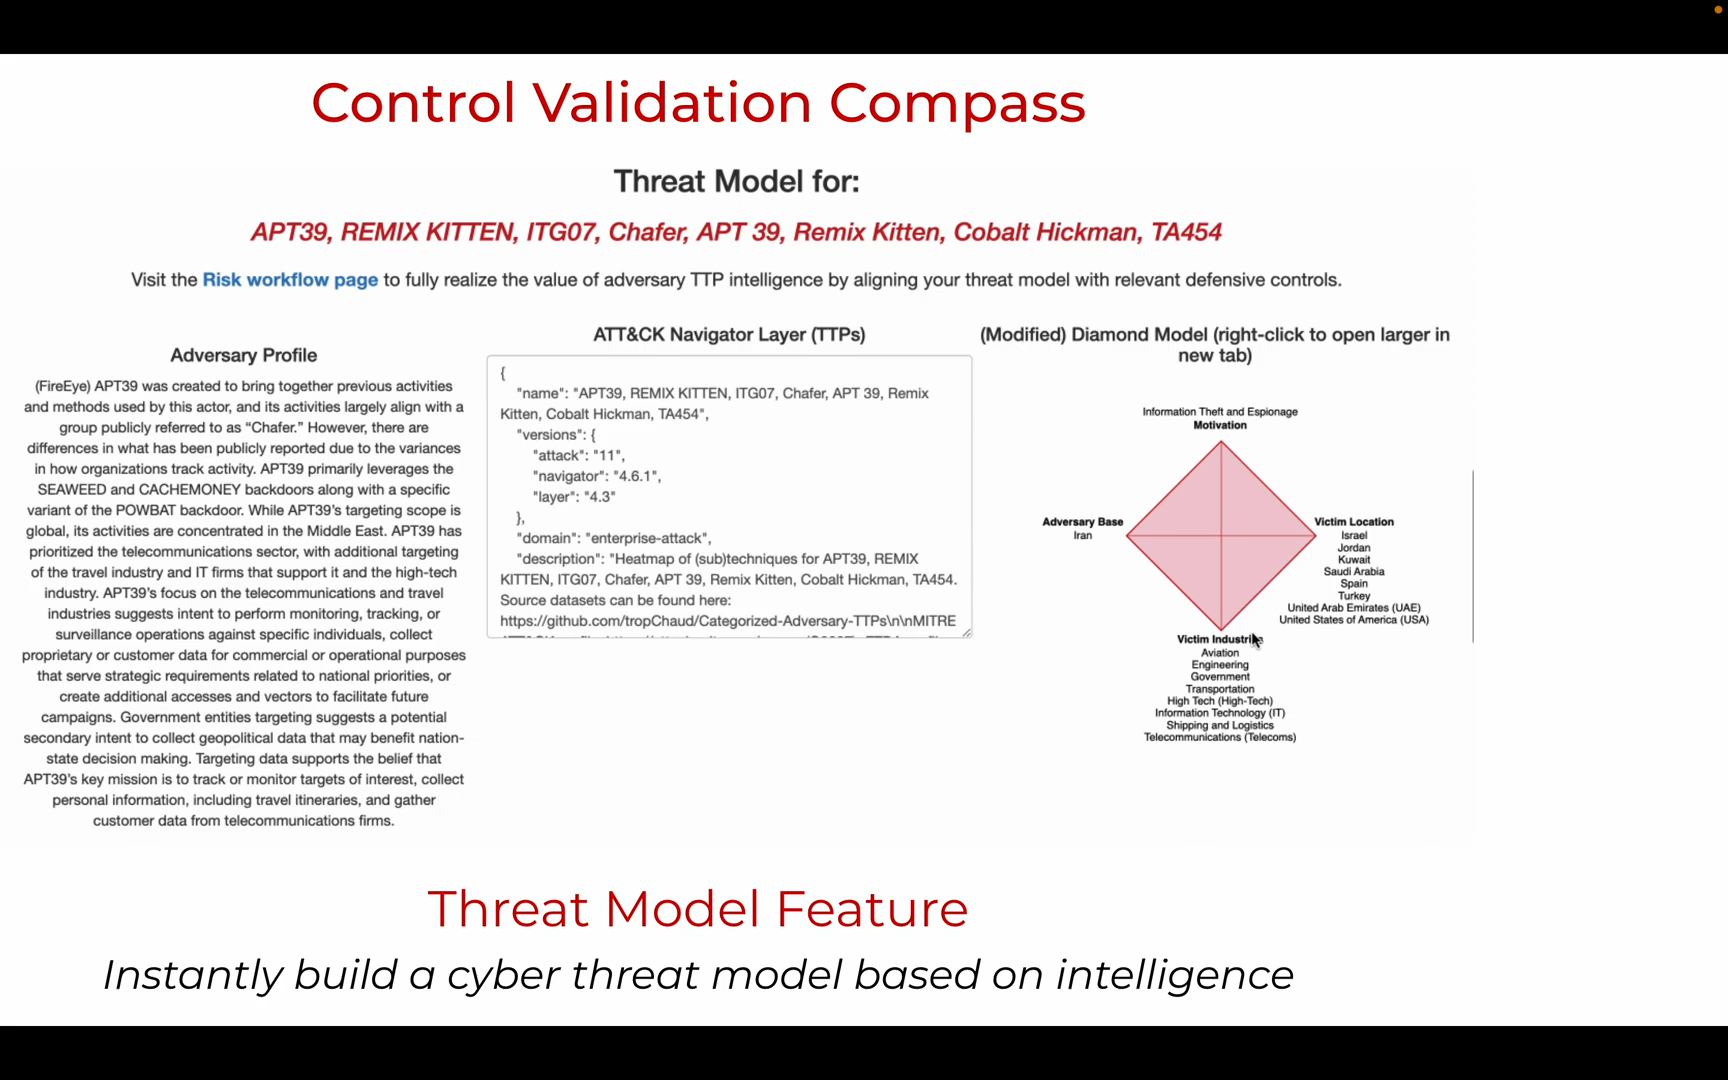 Control Validation Compass
Threat Model for:
APT39, REMIX KITTEN, ITG07, Chafer, APT 39, Remix Kitten, Cobalt Hickman, TA454
Visit the Risk workflow page to fully realize the value of adversary TTP intelligence by aligning your threat model with relevant defensive controls.
Adversary Profile
(FireEye) APT39 was created to bring together previous activities
and methods used by this actor, and its activities largely align with a
group publicly referred to as “Chafer.” However, there are
differences in what has been publicly reported due to the variances
in how organizations track activity. APT39 primarily leverages the
SEAWEED and CACHEMONEY backdoors along with a specific
variant of the POWBAT backdoor. While APT39’s targeting scope is
global, its activities are concentrated in the Middle East. APT39 has
prioritized the telecommunications sector, with additional targeting
of the travel industry and IT firms that support it and the high-tech
industry. APT39’s focus on the telecommunications and travel
industries suggests intent to perform monitoring, tracking, or
surveillance operations against specific individuals, collect
proprietary or customer data for commercial or operational purposes
that serve strategic requirements related to national priorities, or
create additional accesses and vectors to facilitate future
campaigns. Government entities targeting suggests a potential
secondary intent to collect geopolitical data that may benefit nation-
state decision making. Targeting data supports the belief that
APT39’s key mission is to track or monitor targets of interest, collect
personal information, including travel itineraries, and gather
customer data from telecommunications firms.
ATT&CK Navigator Layer (TTPs)
{
"name": "APT39, REMIX KITTEN, ITG07, Chafer, APT 39, Remix
Kitten, Cobalt Hickman, TA454",
"versions": {
"attack": "11",
"navigator": "4.6.1",
"layer": "4.3"
},
"domain": "enterprise-attack",
"description": "Heatmap of (sub)techniques for APT39, REMIX
KITTEN, ITG07, Chafer, APT 39, Remix Kitten, Cobalt Hickman, TA454.
Source datasets can be found here:
https://github.com/tropChaud/Categorized-Adversary-TTPs\n\nMITRE
(Modified) Diamond Model (right-click to open larger in
new tab)
Information Theft and Espionage
Motivation
Adversary Base
Iran
Victim Location
Israel
Jordan
Kuwait
Saudi Arabia
Spain
Turkey
United Arab Emirates (UAE)
United States of America (USA)
Victim Industries
Aviation
Engineering
Government
Transportation
High Tech (High-Tech)
Information Technology (IT)
Shipping and Logistics
Telecommunications (Telecoms)
Threat Model Feature
Instantly build a cyber threat model based on intelligence